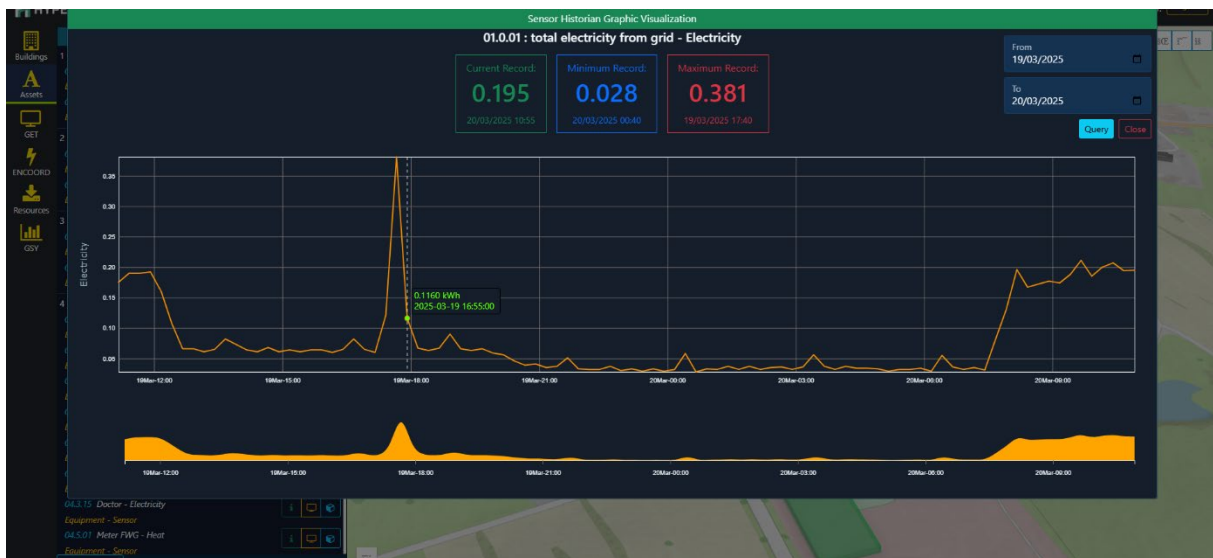 HYPE
Sensor Historian Graphic Visualization
01.0.01 : total electricity from grid - Electricity
Current Record:
0.195
20/03/2025 10:55
Minimum Record:
0.028
20/03/2025 00:40
Maximum Record:
0.381
19/03/2025 17:40
From
19/03/2025
To
20/03/2025
Query
Close
Buildings
Assets
GET
ENCOORD
Resources
GSY
1
2
3
4
Electricity
0.35
0.30
0.25
0.20
0.15
0.10
0.05
0.1160 kWh
2025-03-19 16:55:00
19Mar-12:00
19Mar-15:00
19Mar-18:00
19Mar-21:00
20Mar-00:00
20Mar-03:00
20Mar-06:00
20Mar-09:00
19Mar-12:00
19Mar-15:00
19Mar-18:00
19Mar-21:00
20Mar-00:00
20Mar-03:00
20Mar-06:00
20Mar-09:00
04.3.15 Doctor - Electricity
Equipment - Sensor
04.5.01 Meter FWG - Heat
Equipment - Sensor